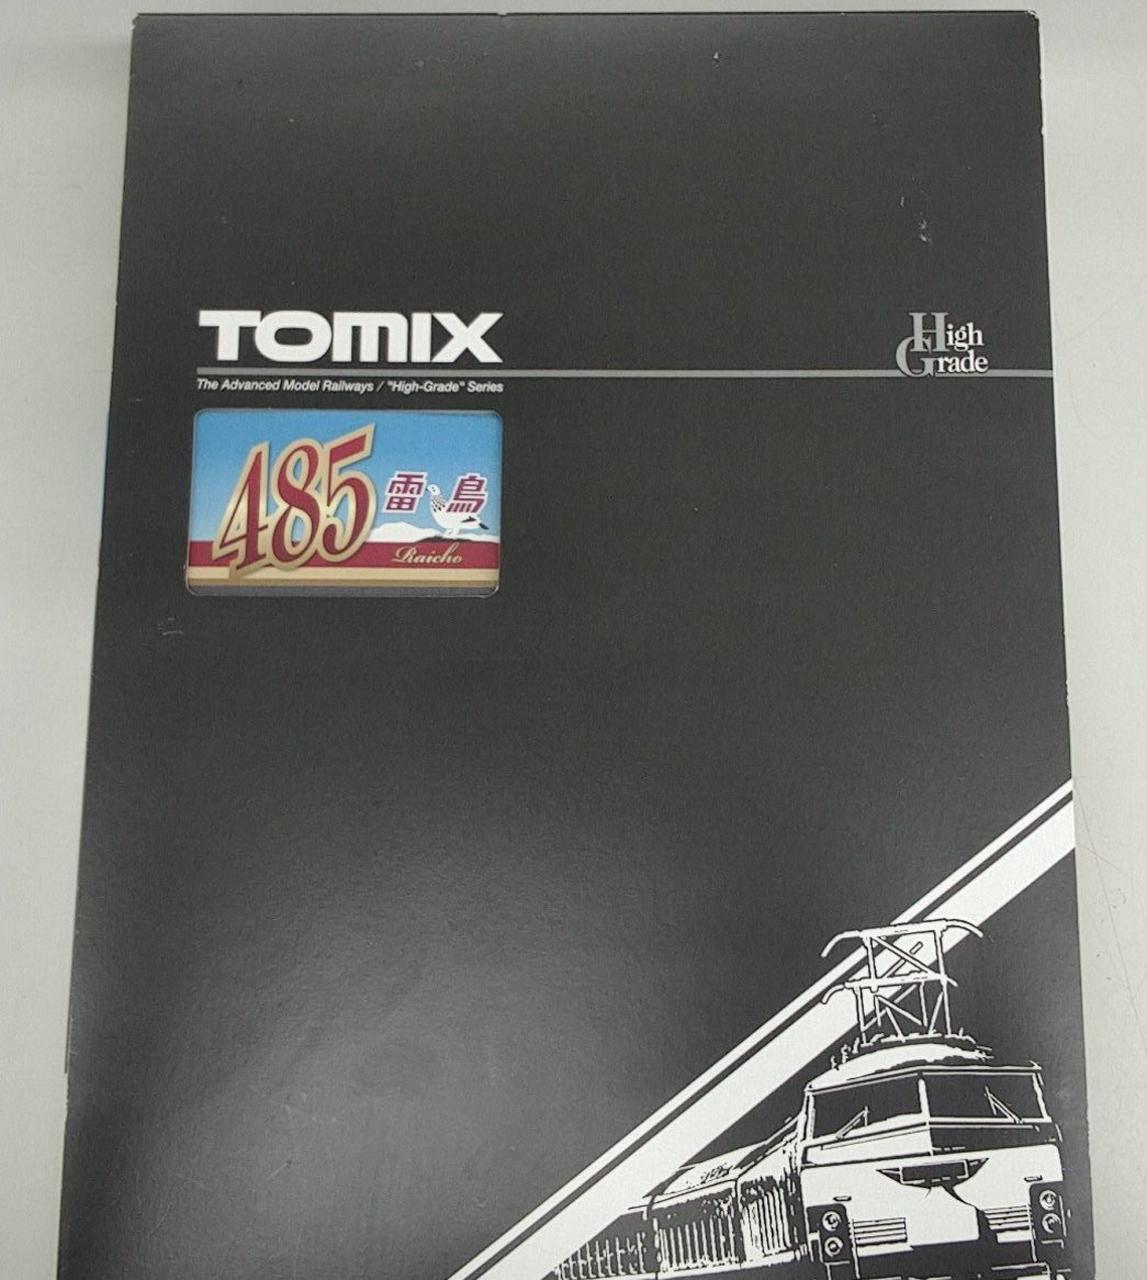 TOMIX
High
Grade
The Advanced Model Railways / "High-Grade" Series
485 雷鳥
Raicho